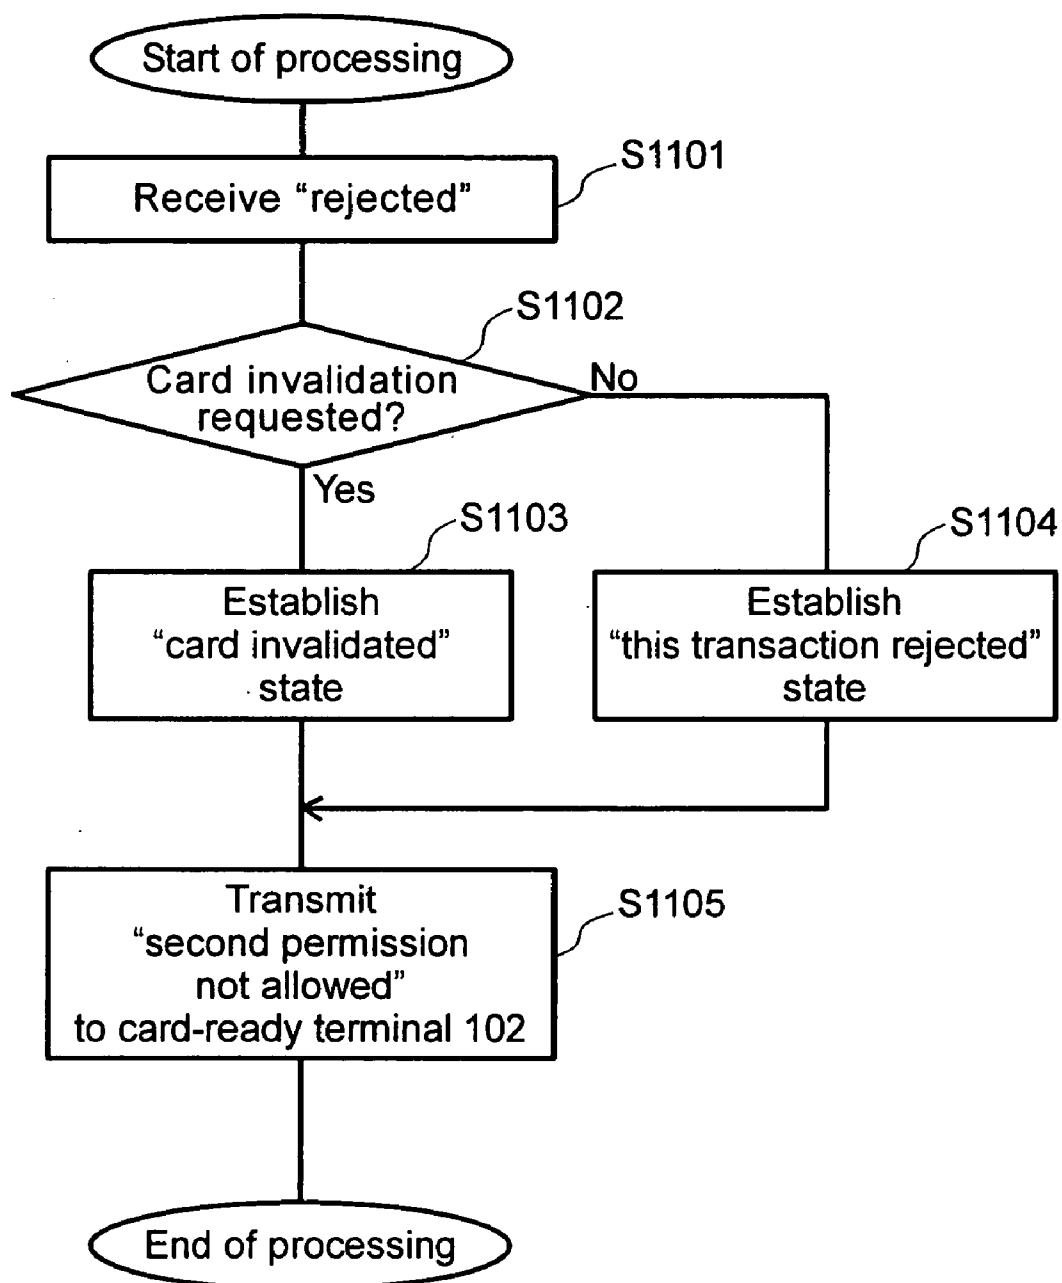 Start of processing
S1101
Receive “rejected”
S1102
Card invalidation
requested?
No
Yes
S1103
Establish
“card invalidated”
state
S1104
Establish
“this transaction rejected”
state
S1105
Transmit
“second permission
not allowed”
to card-ready terminal 102
End of processing